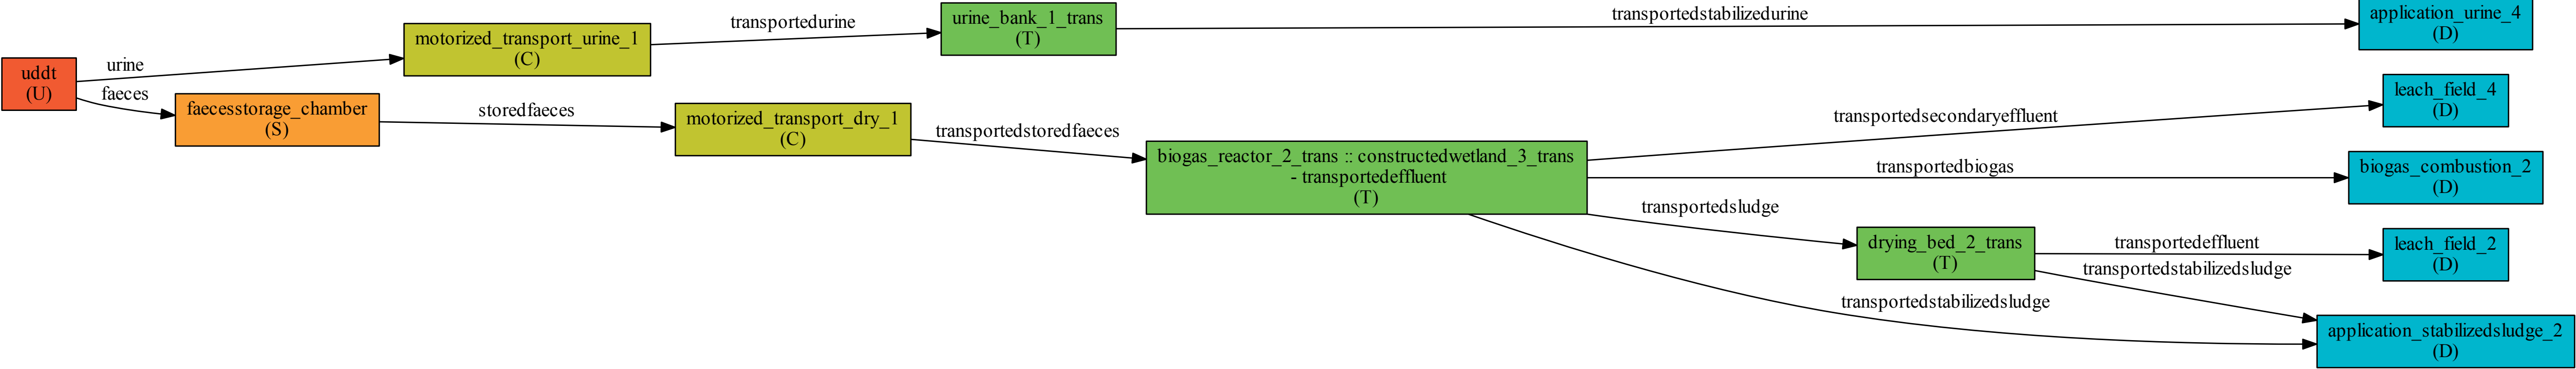 uddt
(U)
urine
faeces
faecesstorage_chamber
(S)
motorized_transport_urine_1
(C)
storedfaeces
motorized_transport_dry_1
(C)
transportedurine
transportedstoredfaeces
urine_bank_1_trans
(T)
biogas_reactor_2_trans :: constructedwetland_3_trans
- transportedeffluent
(T)
transportedstabilizedurine
transportedsecondaryeffluent
transportedbiogas
transportedsludge
transportedstabilizedsludge
drying_bed_2_trans
(T)
transportedeffluent
transportedstabilizedsludge
application_urine_4
(D)
leach_field_4
(D)
biogas_combustion_2
(D)
leach_field_2
(D)
application_stabilizedsludge_2
(D)